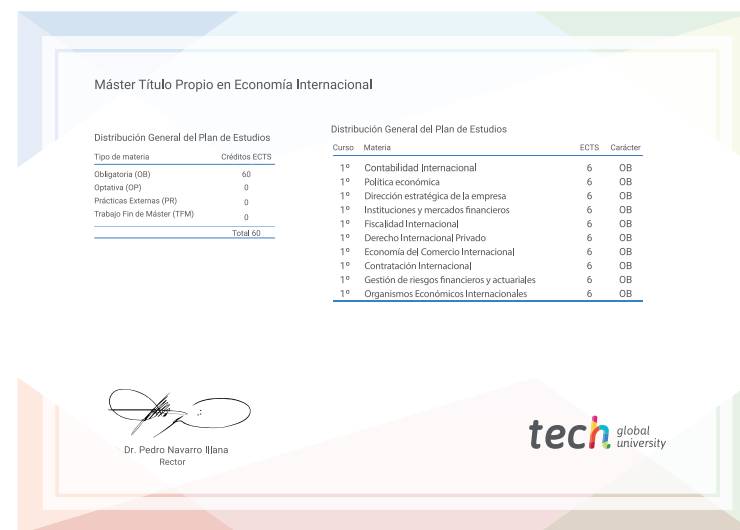 Máster Título Propio en Economía Internacional
Distribución General del Plan de Estudios
Tipo de materia Créditos ECTS
Obligatoria (OB) 60
Optativa (OP) 0
Prácticas Externas (PR) 0
Trabajo Fin de Máster (TFM) 0
Total 60
Distribución General del Plan de Estudios
Curso Materia ECTS Carácter
1º Contabilidad Internacional 6 OB
1º Política económica 6 OB
1º Dirección estratégica de la empresa 6 OB
1º Instituciones y mercados financieros 6 OB
1º Fiscalidad Internacional 6 OB
1º Derecho Internacional Privado 6 OB
1º Economía del Comercio Internacional 6 OB
1º Contratación Internacional 6 OB
1º Gestión de riesgos financieros y actuariales 6 OB
1º Organismos Económicos Internacionales 6 OB
Dr. Pedro Navarro Illana
Rector
tech global
university